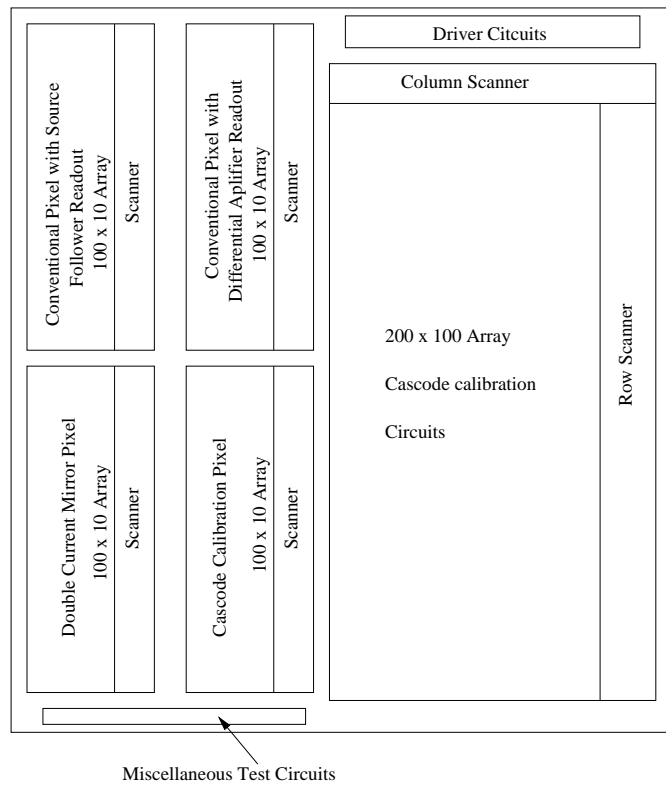 Driver Citcuits
Column Scanner
Conventional Pixel with Source
Follower Readout
100 x 10 Array
Scanner
Conventional Pixel with
Differential Aplifier Readout
100 x 10 Array
Scanner
200 x 100 Array
Cascode calibration
Circuits
Row Scanner
Double Current Mirror Pixel
100 x 10 Array
Scanner
Cascode Calibration Pixel
100 x 10 Array
Scanner
Miscellaneous Test Circuits